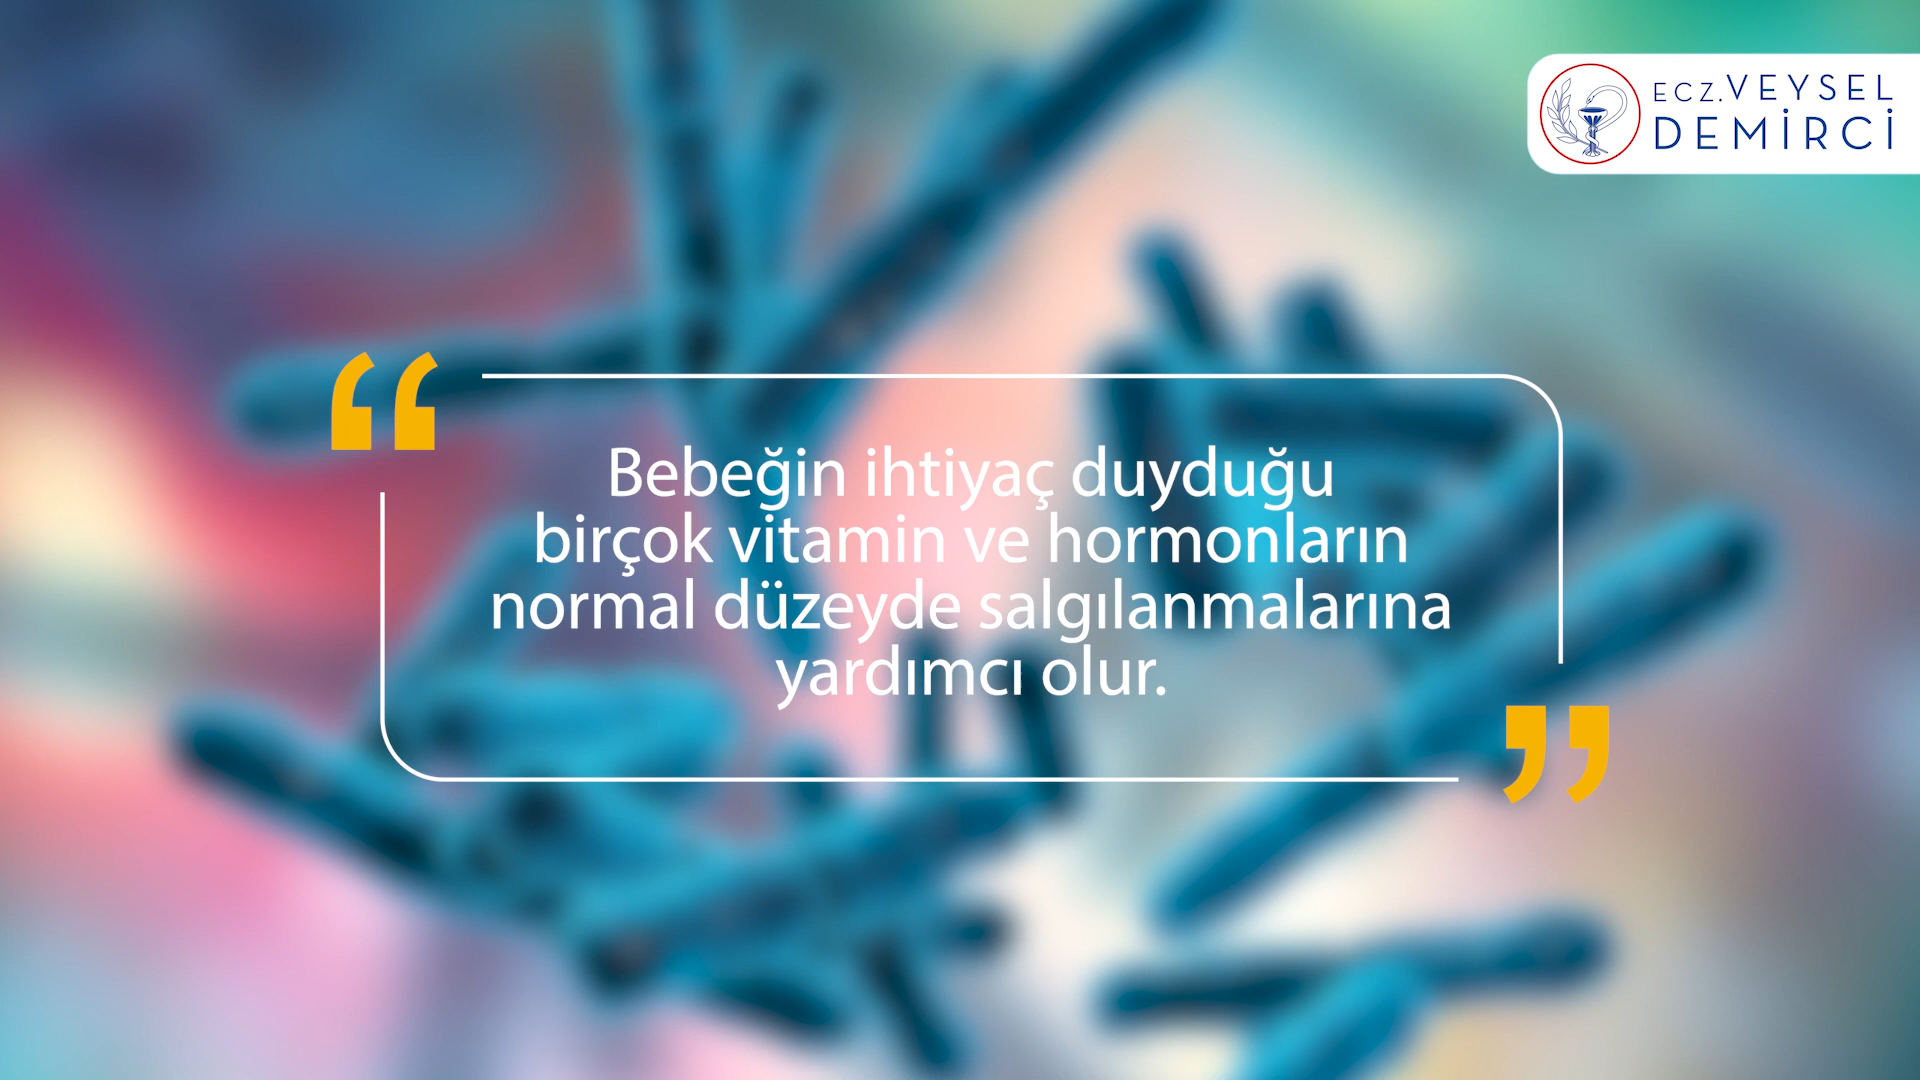 ECZ.VEYSEL
DEMİRCİ
“
Bebeğin ihtiyaç duyduğu
birçok vitamin ve hormonların
normal düzeyde salgılanmalarına
yardımcı olur.
”